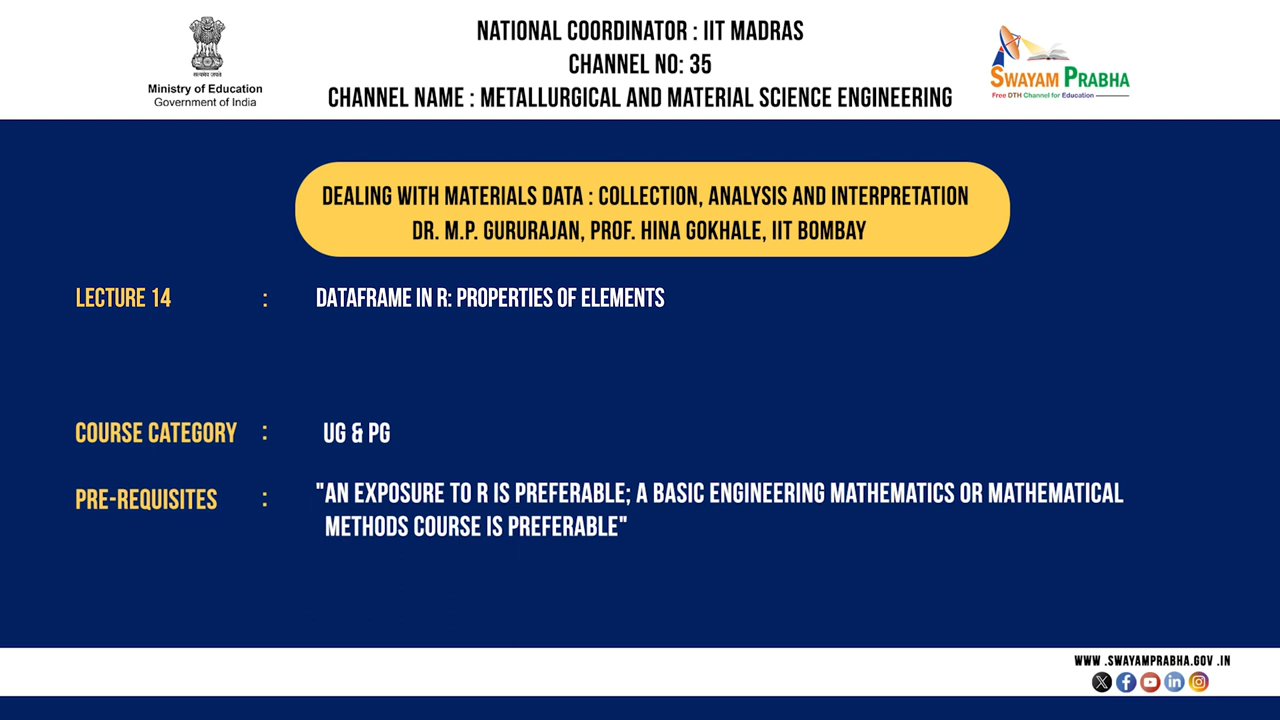 NATIONAL COORDINATOR : IIT MADRAS
CHANNEL NO: 35
CHANNEL NAME : METALLURGICAL AND MATERIAL SCIENCE ENGINEERING
सत्यमेव जयते
Ministry of Education
Government of India
SWAYAM PRABHA
Free DTH Channel for Education
DEALING WITH MATERIALS DATA : COLLECTION, ANALYSIS AND INTERPRETATION
DR. M.P. GURURAJAN, PROF. HINA GOKHALE, IIT BOMBAY
LECTURE 14 : DATAFRAME IN R: PROPERTIES OF ELEMENTS
COURSE CATEGORY : UG & PG
PRE-REQUISITES : "AN EXPOSURE TO R IS PREFERABLE; A BASIC ENGINEERING MATHEMATICS OR MATHEMATICAL
METHODS COURSE IS PREFERABLE"
WWW .SWAYAMPRABHA.GOV .IN